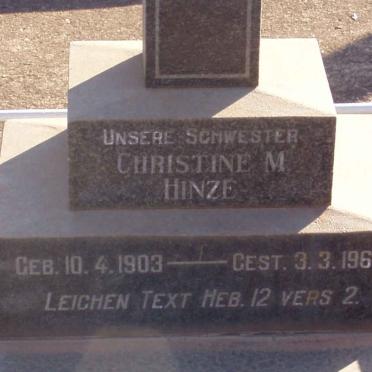 UNSERE SCHWESTER
CHRISTINE M
HINZE
GEB. 10. 4. 1903 — GEST. 3. 3. 196
LEICHEN TEXT HEB. 12 VERS 2.